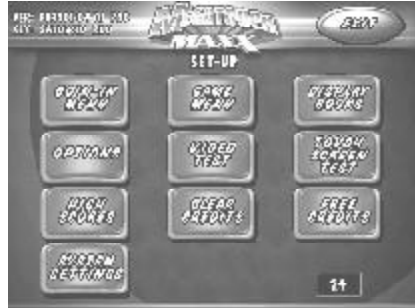 EXIT
MAXX
SET-UP
BUILT-IN
MENU
GAME
MENU
DISPLAY
BOOKS
OPTIONS
VIDEO
TEST
TOUCH
SCREEN
TEST
HIGH
SCORES
CLEAR
CREDITS
FREE
CREDITS
SYSTEM
SETTINGS
24